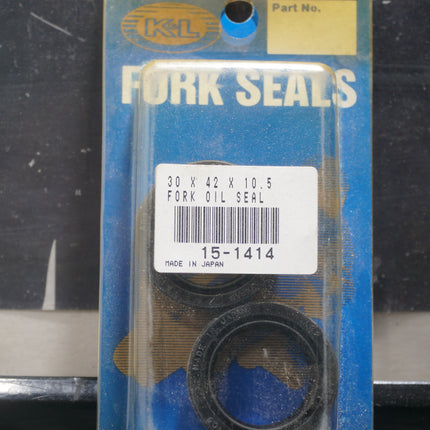 K&L
Part No.
FORK SEALS
30 X 42 X 10.5
FORK OIL SEAL
15-1414
MADE IN JAPAN